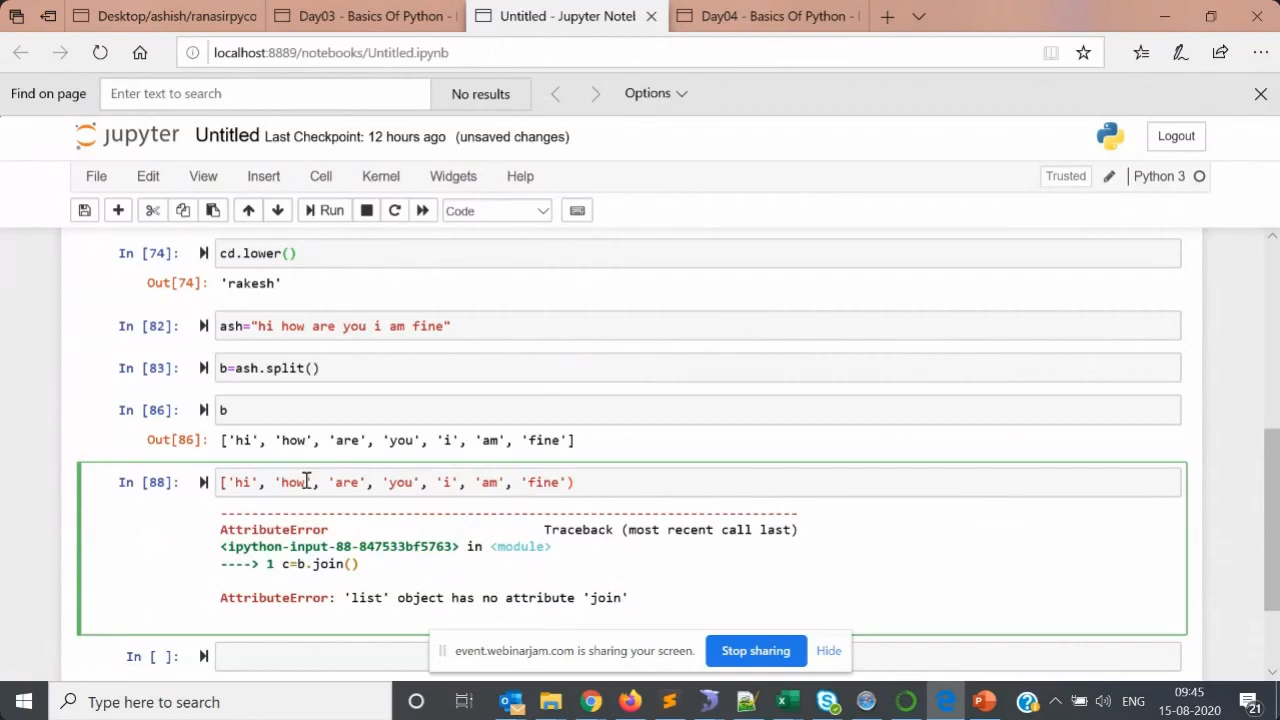 Desktop/ashish/ranasirpyco
Day03 - Basics Of Python -
Untitled - Jupyter Notel
Day04 - Basics Of Python -
localhost:8889/notebooks/Untitled.ipynb
Find on page
Enter text to search
No results
Options
jupyter Untitled Last Checkpoint: 12 hours ago (unsaved changes)
Logout
File Edit View Insert Cell Kernel Widgets Help
Trusted
Python 3
Run
Code
In [74]: cd.lower()
Out[74]: 'rakesh'
In [82]: ash="hi how are you i am fine"
In [83]: b=ash.split()
In [86]: b
Out[86]: ['hi', 'how', 'are', 'you', 'i', 'am', 'fine']
In [88]: ['hi', 'how', 'are', 'you', 'i', 'am', 'fine')
---------------------------------------------------------------------------
AttributeError Traceback (most recent call last)
<ipython-input-88-847533bf5763> in <module>
----> 1 c=b.join()
AttributeError: 'list' object has no attribute 'join'
In [ ]:
event.webinarjam.com is sharing your screen.
Stop sharing
Hide
Type here to search
ENG
09:45
15-08-2020
21